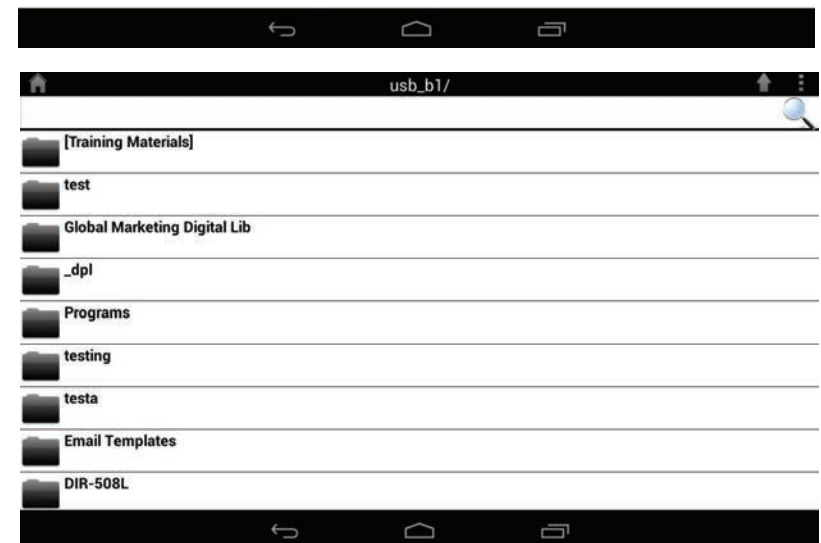 usb_b1/
[Training Materials]
test
Global Marketing Digital Lib
_dpl
Programs
testing
testa
Email Templates
DIR-508L